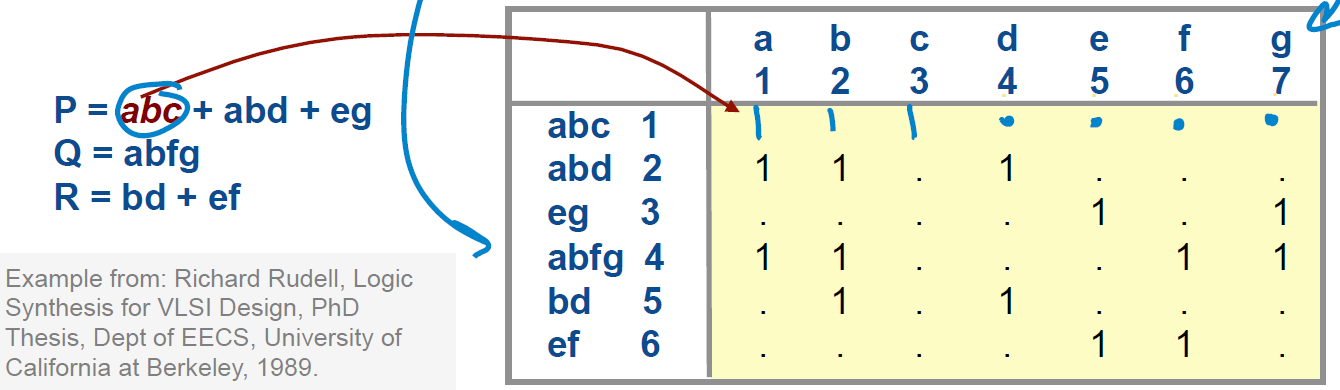 P = abc + abd + eg
Q = abfg
R = bd + ef
Example from: Richard Rudell, Logic
Synthesis for VLSI Design, PhD
Thesis, Dept of EECS, University of
California at Berkeley, 1989.
a b c d e f g
1 2 3 4 5 6 7
abc 1 1 1 1 . . . .
abd 2 1 1 . 1 . . .
eg 3 . . . . 1 . 1
abfg 4 1 1 . . . 1 1
bd 5 . 1 . 1 . . .
ef 6 . . . . 1 1 .